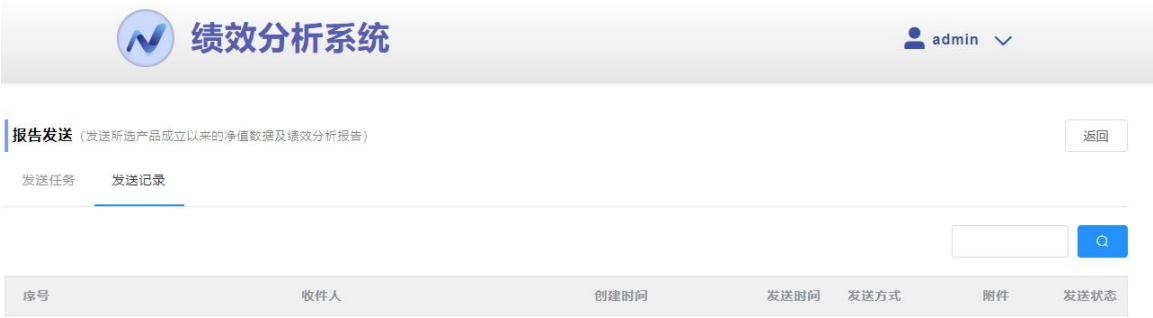 绩效分析系统 admin
报告发送（发送所选产品成立以来的净值数据及绩效分析报告） 返回
发送任务 发送记录
序号 收件人 创建时间 发送时间 发送方式 附件 发送状态